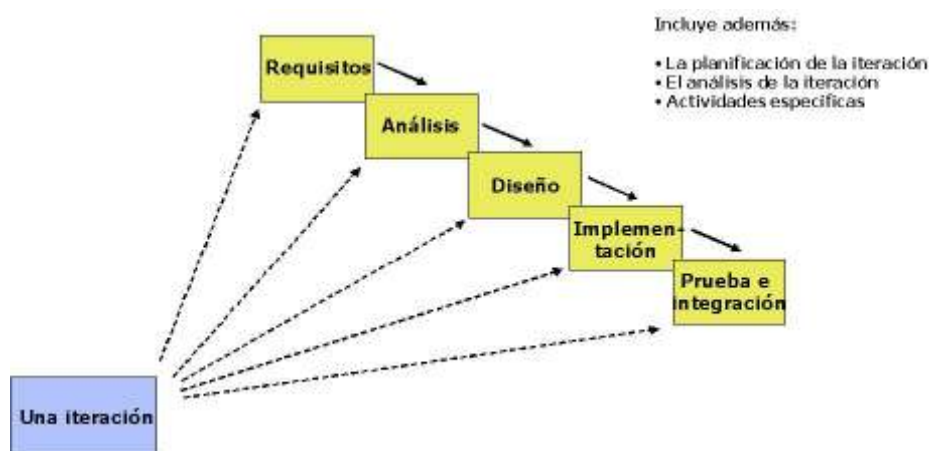 Incluye además:
• La planificación de la iteración
• El análisis de la iteración
• Actividades especificas
Requisitos
Análisis
Diseño
Implemen-
tación
Prueba e
integración
Una iteración